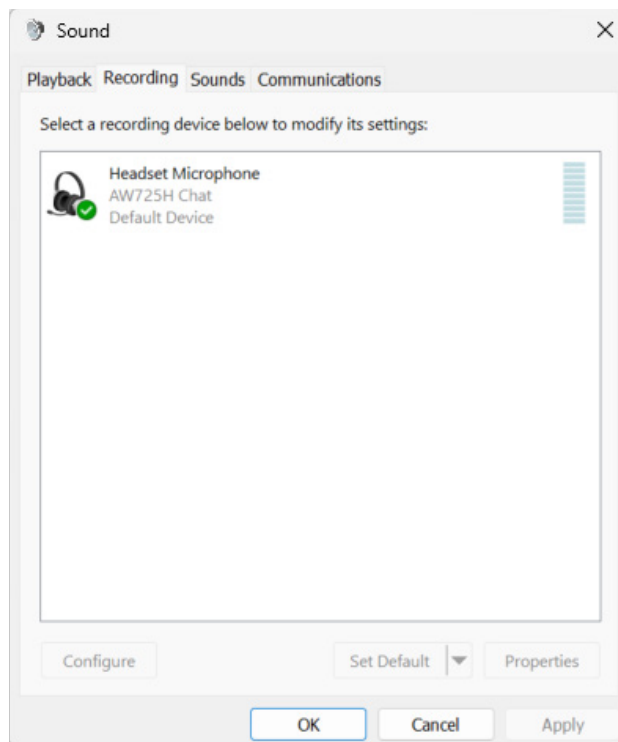 Sound
Playback Recording Sounds Communications
Select a recording device below to modify its settings:
Headset Microphone
AW725H Chat
Default Device
Configure Set Default Properties
OK Cancel Apply